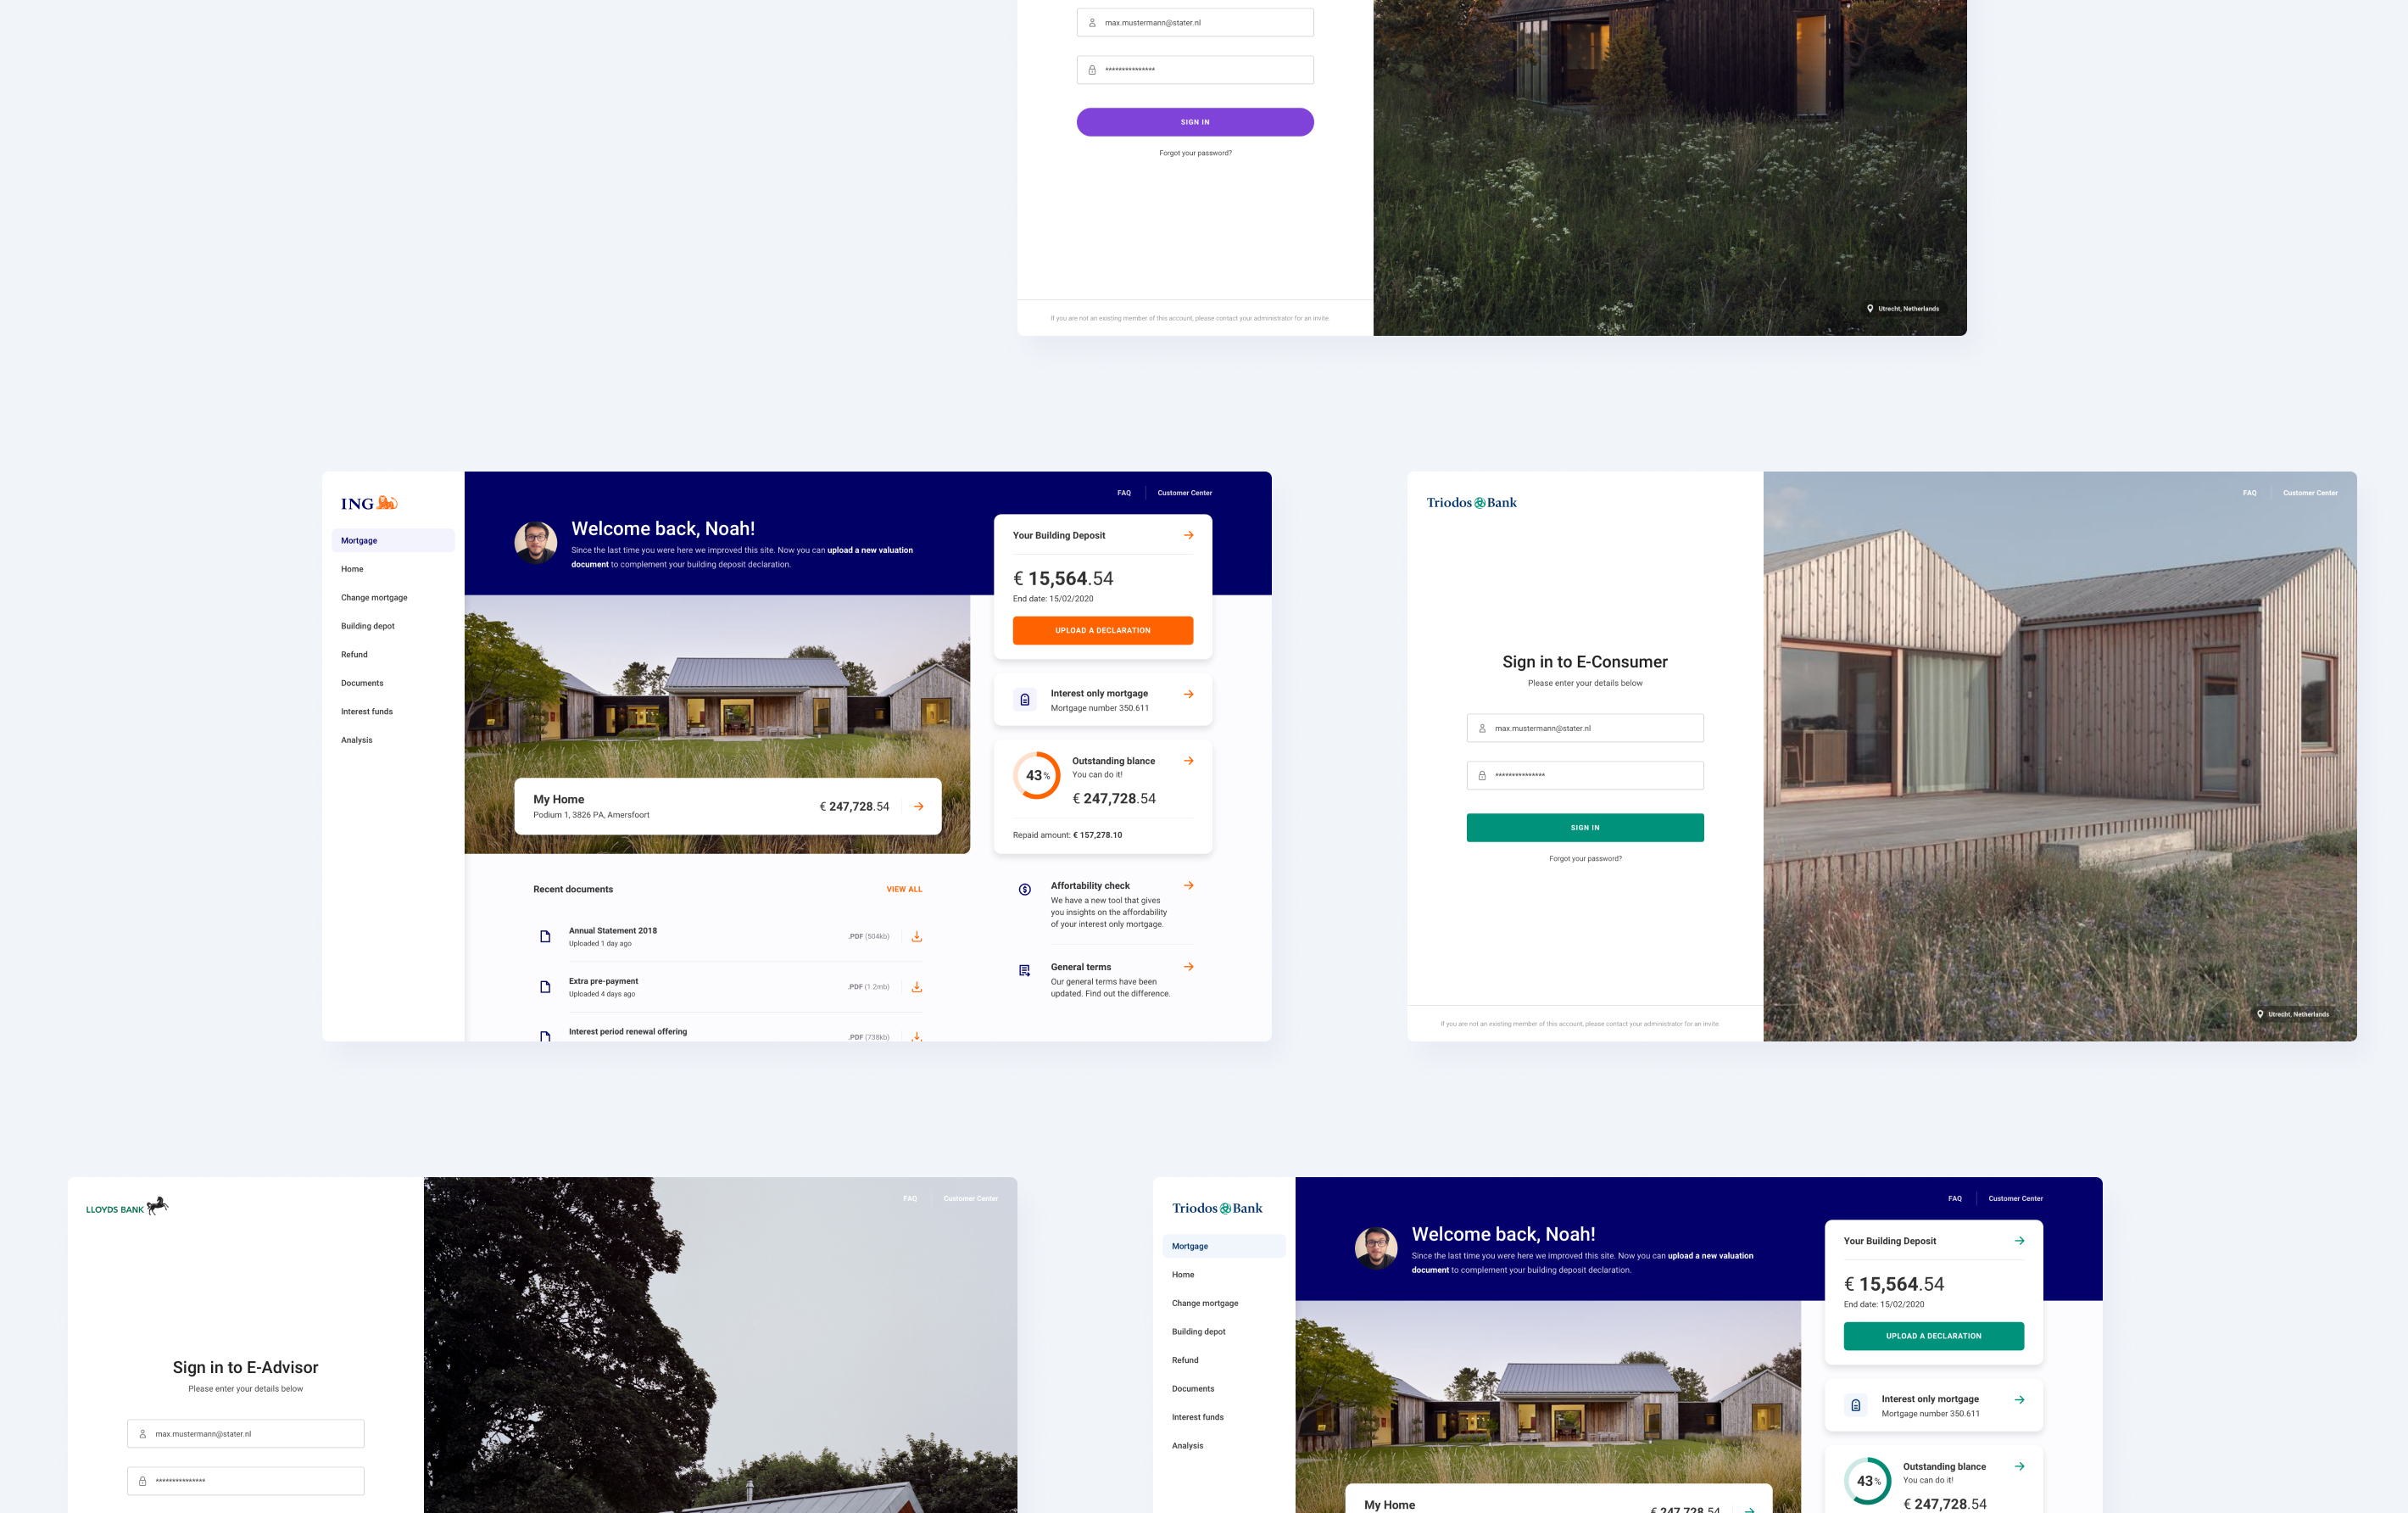 max.mustermann@stater.nl
***************
SIGN IN
Forgot your password?
If you are not an existing member of this account, please contact your administrator for an invite.
Utrecht, Netherlands
ING
Mortgage
Home
Change mortgage
Building depot
Refund
Documents
Interest funds
Analysis
FAQ
Customer Center
Welcome back, Noah!
Since the last time you were here we improved this site. Now you can upload a new valuation
document to complement your building deposit declaration.
Your Building Deposit
€ 15,564.54
End date: 15/02/2020
UPLOAD A DECLARATION
Interest only mortgage
Mortgage number 350.611
43%
Outstanding blance
You can do it!
€ 247,728.54
Repaid amount: € 157,278.10
My Home
Podium 1, 3826 PA, Amersfoort
€ 247,728.54
Recent documents
VIEW ALL
Annual Statement 2018
Uploaded 1 day ago
.PDF (504kb)
Extra pre-payment
Uploaded 4 days ago
.PDF (1.2mb)
Interest period renewal offering
.PDF (738kb)
Affortability check
We have a new tool that gives
you insights on the affordability
of your interest only mortgage.
General terms
Our general terms have been
updated. Find out the difference.
Triodos Bank
FAQ
Customer Center
Sign in to E-Consumer
Please enter your details below
max.mustermann@stater.nl
***************
SIGN IN
Forgot your password?
If you are not an existing member of this account, please contact your administrator for an invite.
Utrecht, Netherlands
LLOYDS BANK
FAQ
Customer Center
Sign in to E-Advisor
Please enter your details below
max.mustermann@stater.nl
***************
Triodos Bank
Mortgage
Home
Change mortgage
Building depot
Refund
Documents
Interest funds
Analysis
FAQ
Customer Center
Welcome back, Noah!
Since the last time you were here we improved this site. Now you can upload a new valuation
document to complement your building deposit declaration.
Your Building Deposit
€ 15,564.54
End date: 15/02/2020
UPLOAD A DECLARATION
Interest only mortgage
Mortgage number 350.611
43%
Outstanding blance
You can do it!
€ 247,728.54
My Home
€ 247,728.54